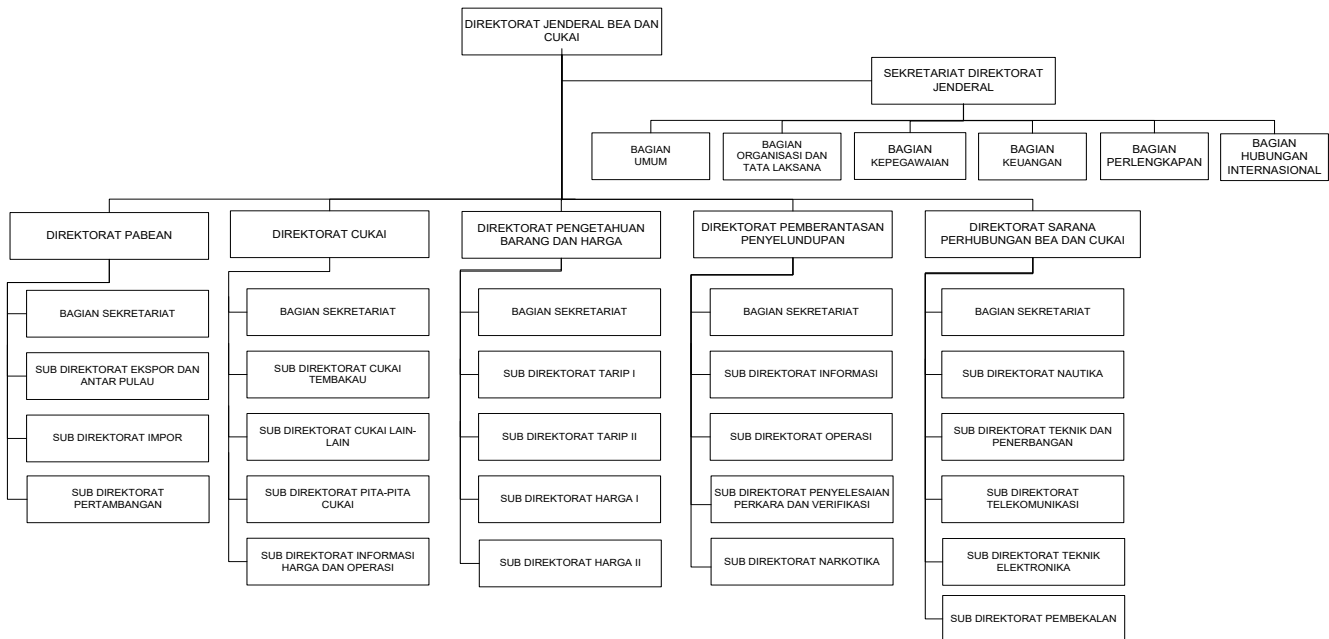 DIREKTORAT JENDERAL BEA DAN
CUKAI
SEKRETARIAT DIREKTORAT
JENDERAL
BAGIAN
UMUM
BAGIAN
ORGANISASI DAN
TATA LAKSANA
BAGIAN
KEPEGAWAIAN
BAGIAN
KEUANGAN
BAGIAN
PERLENGKAPAN
BAGIAN
HUBUNGAN
INTERNASIONAL
DIREKTORAT PABEAN
BAGIAN SEKRETARIAT
SUB DIREKTORAT EKSPOR DAN
ANTAR PULAU
SUB DIREKTORAT IMPOR
SUB DIREKTORAT
PERTAMBANGAN
DIREKTORAT CUKAI
BAGIAN SEKRETARIAT
SUB DIREKTORAT CUKAI
TEMBAKAU
SUB DIREKTORAT CUKAI LAIN-
LAIN
SUB DIREKTORAT PITA-PITA
CUKAI
SUB DIREKTORAT INFORMASI
HARGA DAN OPERASI
DIREKTORAT PENGETAHUAN
BARANG DAN HARGA
BAGIAN SEKRETARIAT
SUB DIREKTORAT TARIP I
SUB DIREKTORAT TARIP II
SUB DIREKTORAT HARGA I
SUB DIREKTORAT HARGA II
DIREKTORAT PEMBERANTASAN
PENYELUNDUPAN
BAGIAN SEKRETARIAT
SUB DIREKTORAT INFORMASI
SUB DIREKTORAT OPERASI
SUB DIREKTORAT PENYELESAIAN
PERKARA DAN VERIFIKASI
SUB DIREKTORAT NARKOTIKA
DIREKTORAT SARANA
PERHUBUNGAN BEA DAN CUKAI
BAGIAN SEKRETARIAT
SUB DIREKTORAT NAUTIKA
SUB DIREKTORAT TEKNIK DAN
PENERBANGAN
SUB DIREKTORAT
TELEKOMUNIKASI
SUB DIREKTORAT TEKNIK
ELEKTRONIKA
SUB DIREKTORAT PEMBEKALAN